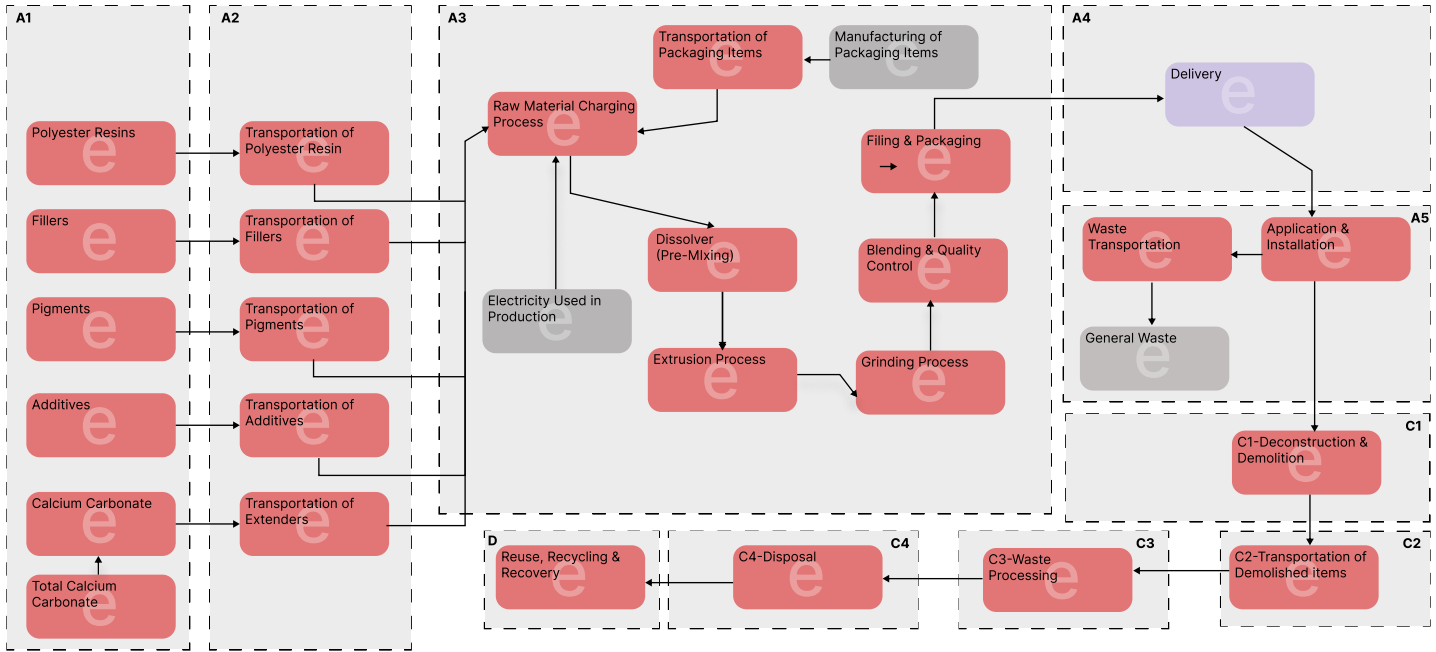 A1
Polyester Resins
e
Fillers
e
Pigments
e
Additives
e
Calcium Carbonate
e
Total Calcium
Carbonate
e
A2
Transportation of
Polyester Resin
e
Transportation of
Fillers
e
Transportation of
Pigments
e
Transportation of
Additives
e
Transportation of
Extenders
e
A3
Transportation of
Packaging Items
e
Manufacturing of
Packaging Items
e
Raw Material Charging
Process
e
Electricity Used in
Production
e
Dissolver
(Pre-MIxing)
e
Extrusion Process
e
Grinding Process
e
Blending & Quality
Control
e
Filing & Packaging
e
A4
Delivery
e
A5
Application &
Installation
e
Waste
Transportation
e
General Waste
e
C1
C1-Deconstruction &
Demolition
e
C2
C2-Transportation of
Demolished items
e
C3
C3-Waste
Processing
e
C4
C4-Disposal
e
D
Reuse, Recycling &
Recovery
e